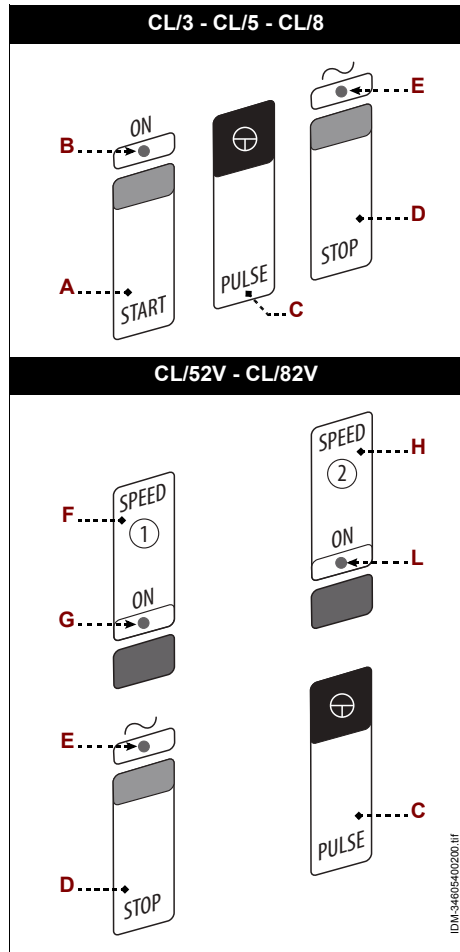 CL/3 - CL/5 - CL/8
E
ON
B
D
STOP
A
START
PULSE
C
CL/52V - CL/82V
SPEED
H
2
SPEED
F
1
ON
L
ON
G
E
C
PULSE
D
STOP
IDM-34605400200.tif